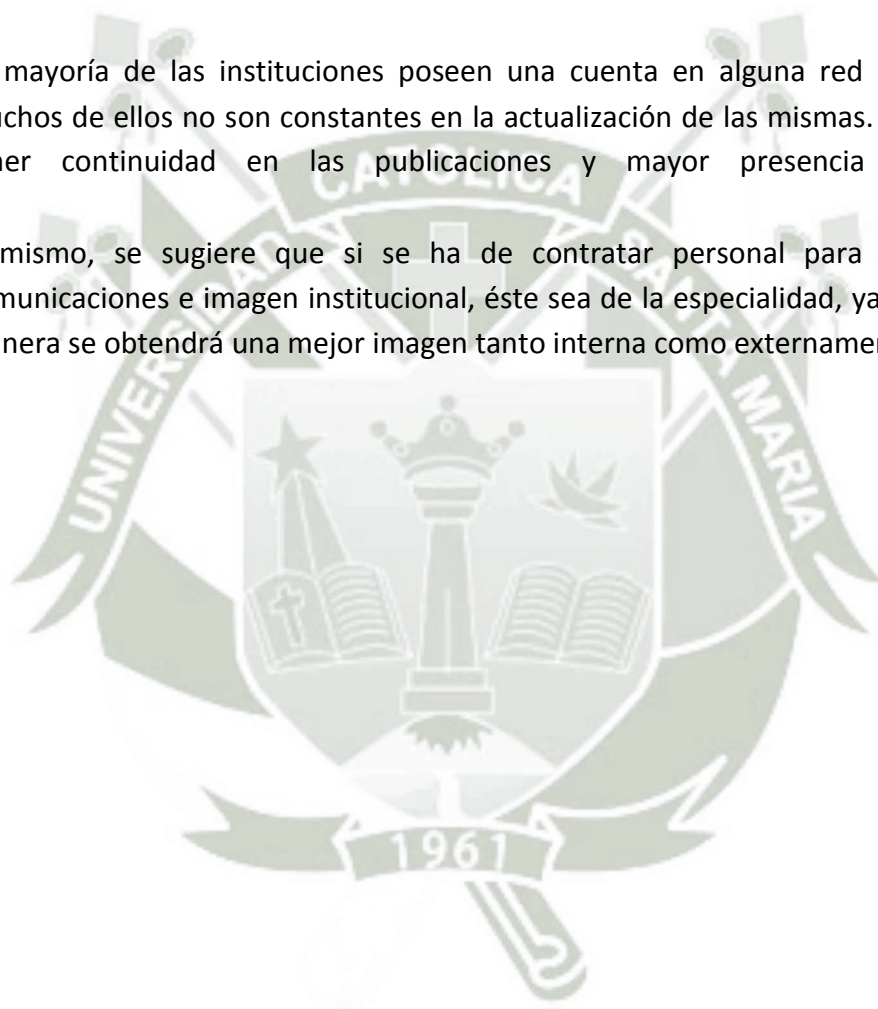 mayoría de las instituciones poseen una cuenta en alguna red
uchos de ellos no son constantes en la actualización de las mismas.
ner continuidad en las publicaciones y mayor presencia
mismo, se sugiere que si se ha de contratar personal para
municaciones e imagen institucional, éste sea de la especialidad, ya
nera se obtendrá una mejor imagen tanto interna como externamen
UNIVERSIDAD CATOLICA SANTA MARIA
1961